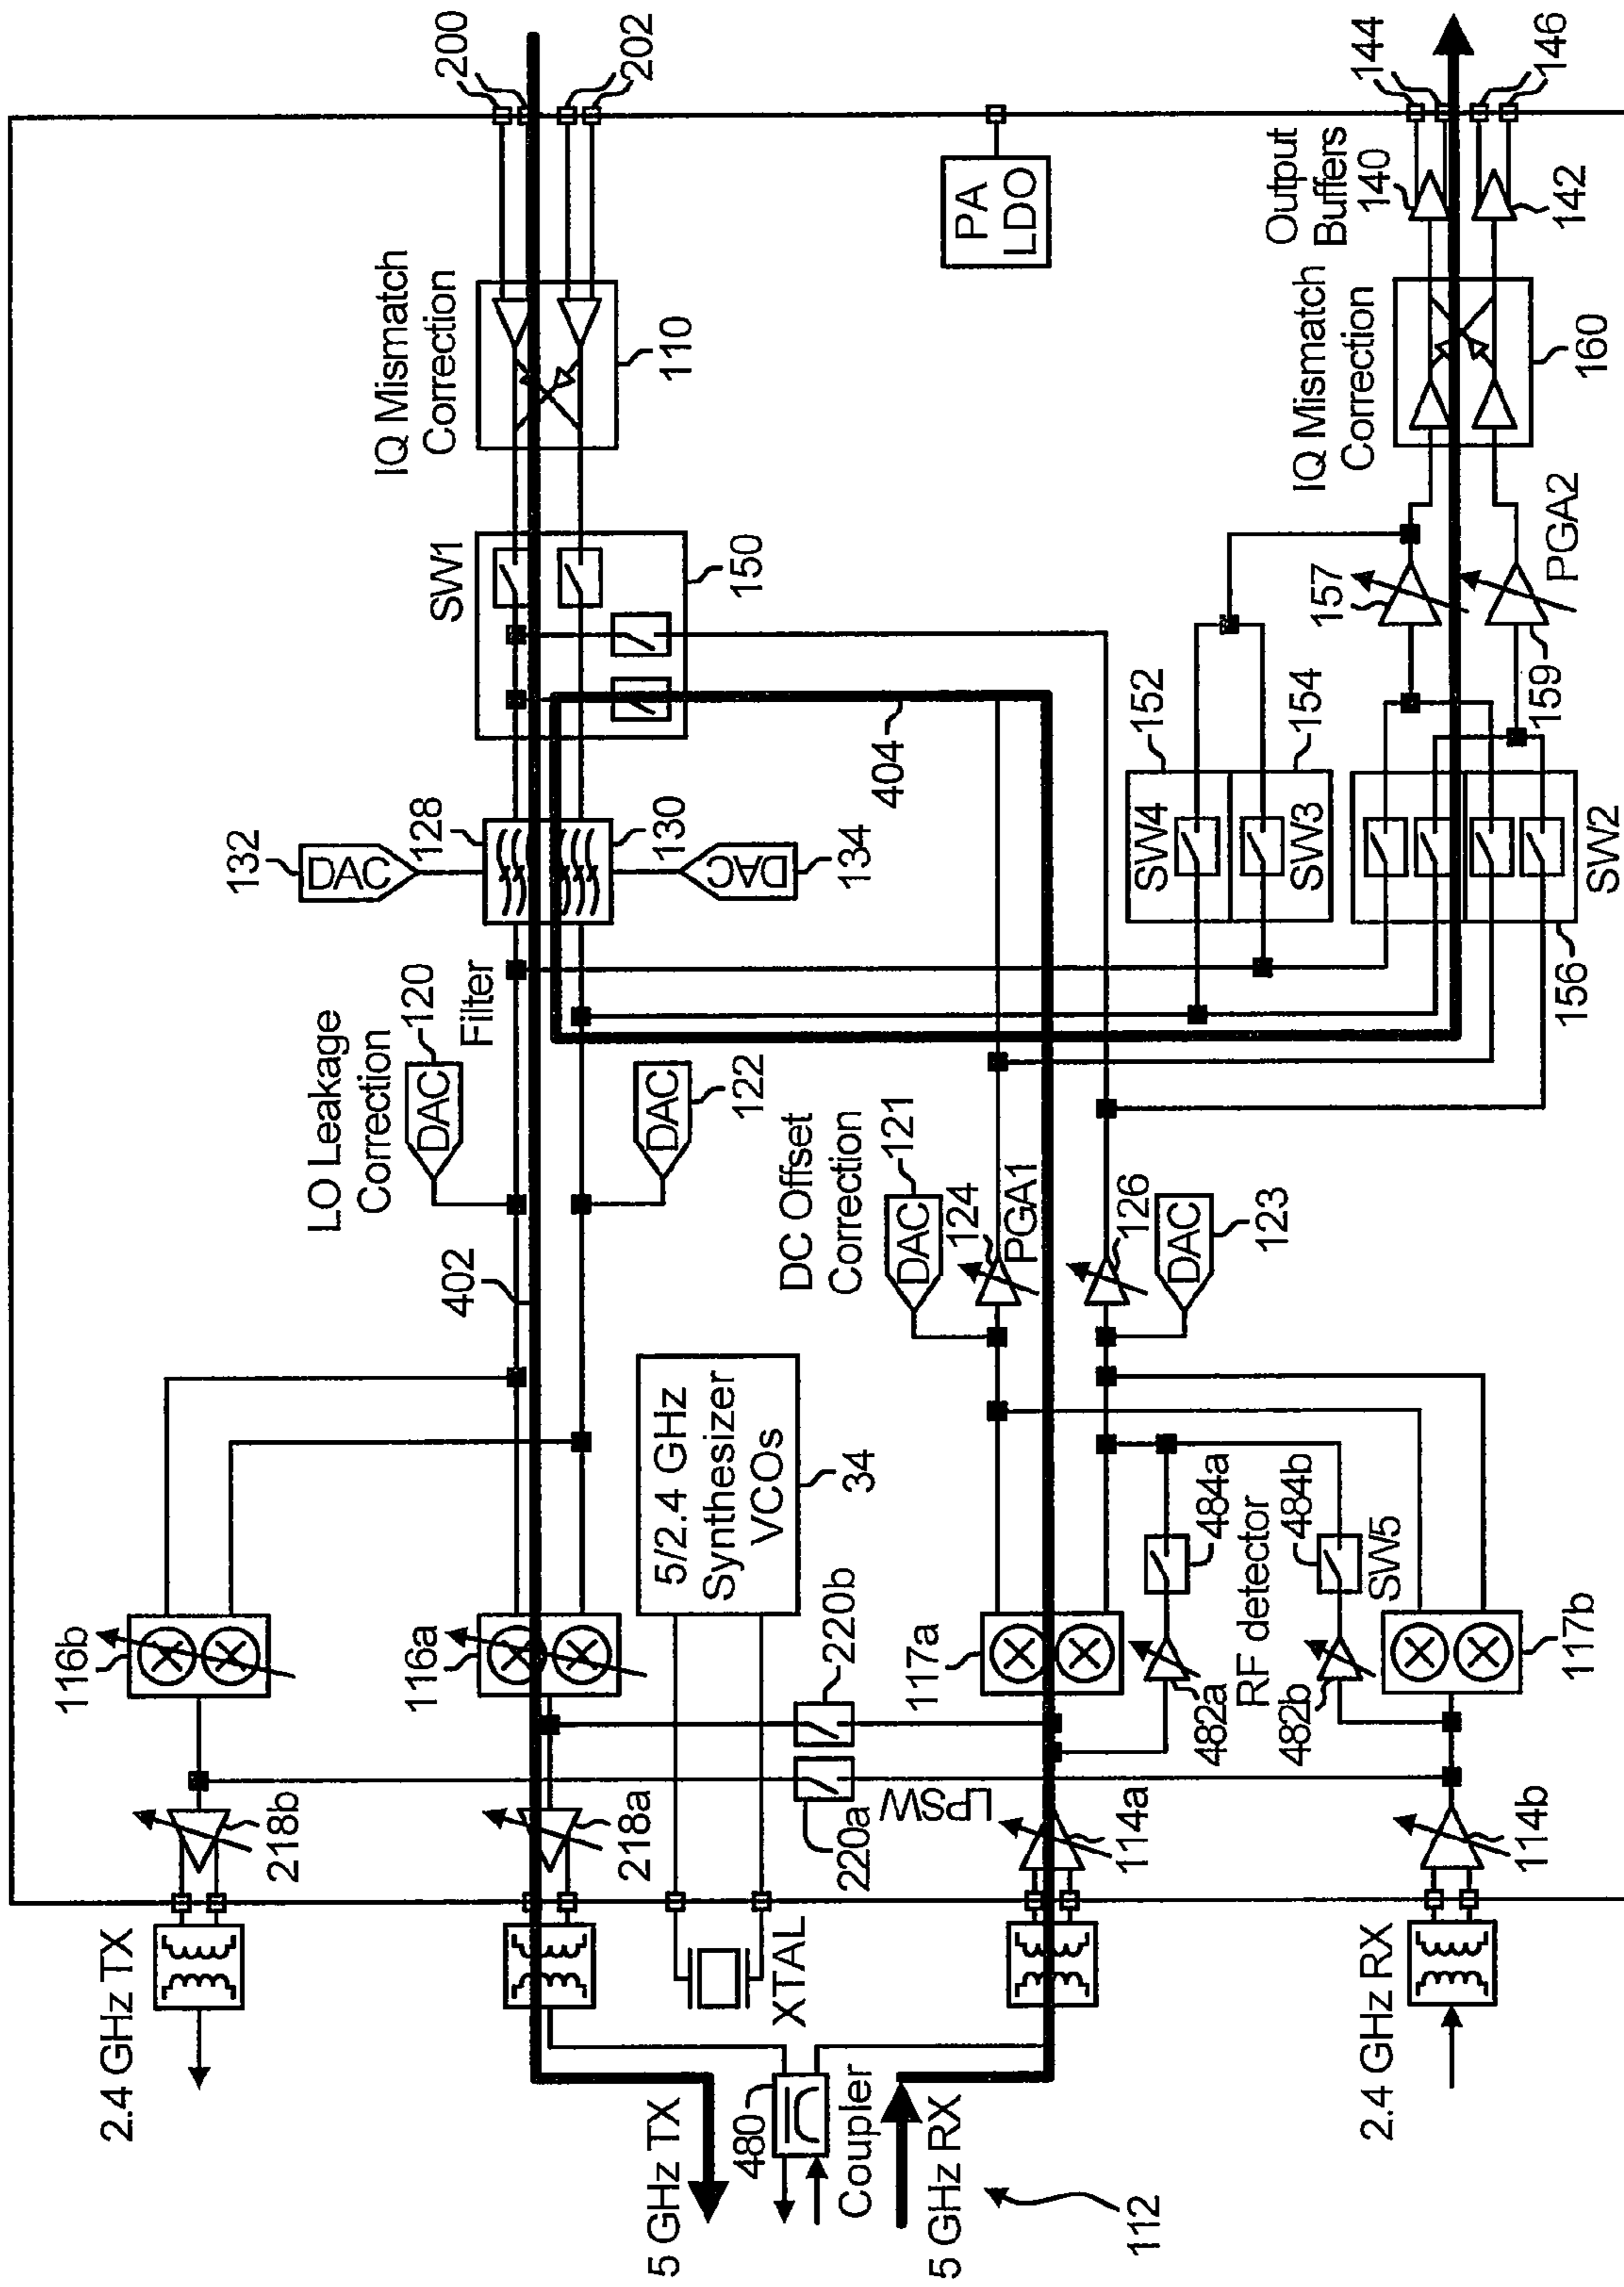 2.4 GHz TX
218b
116b
5 GHz TX
218a
116a
402
LO Leakage
Correction
DAC
120
Filter
DAC
122
132
DAC
128
130
DAC
134
SW1
150
IQ Mismatch
Correction
110
200
202
480
Coupler
XTAL
5/2.4 GHz
Synthesizer
VCOs
34
220b
220a
LPSW
404
PA
LDO
5 GHz RX
112
114a
117a
DC Offset
Correction
DAC
121
124
PGA1
126
DAC
123
482a
484a
RF detector
482b
484b
SW5
2.4 GHz RX
114b
117b
152
SW4
SW3
154
156
SW2
157
159
PGA2
IQ Mismatch
Correction
160
Output
Buffers
140
142
144
146